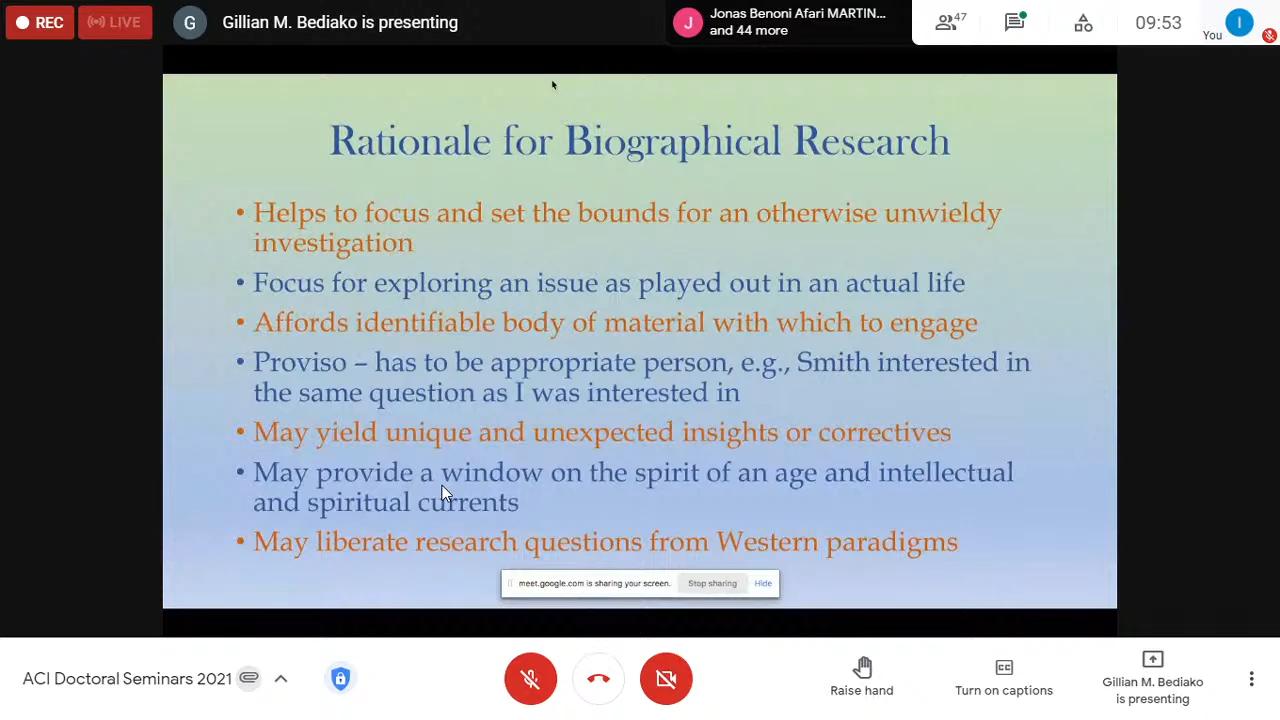 REC
LIVE
G
Gillian M. Bediako is presenting
J
Jonas Benoni Afari MARTIN...
and 44 more
47
09:53
You
I
Rationale for Biographical Research
• Helps to focus and set the bounds for an otherwise unwieldy
investigation
• Focus for exploring an issue as played out in an actual life
• Affords identifiable body of material with which to engage
• Proviso – has to be appropriate person, e.g., Smith interested in
the same question as I was interested in
• May yield unique and unexpected insights or correctives
• May provide a window on the spirit of an age and intellectual
and spiritual currents
• May liberate research questions from Western paradigms
meet.google.com is sharing your screen.
Stop sharing
Hide
ACI Doctoral Seminars 2021
Raise hand
CC
Turn on captions
Gillian M. Bediako
is presenting